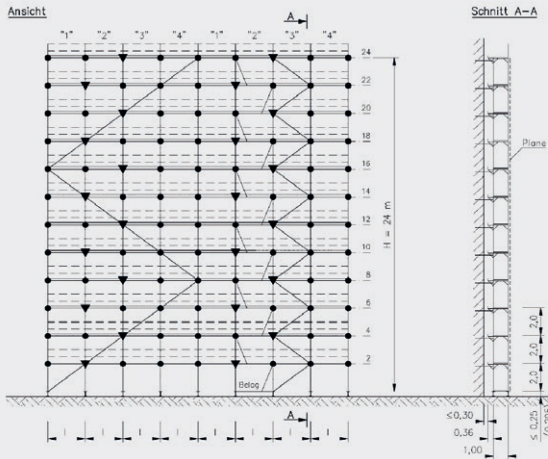 Ansicht
Schnitt A-A
"1" "2" "3" "4" "1" "2" "3" "4"
A
24
22
20
18
16
14
12
10
8
6
4
2
H = 24 m
Plane
2,0
2,0
2,0
Belag
A
≤0,30
0,36
1,00
≤ 0,25
l l l l l l l l